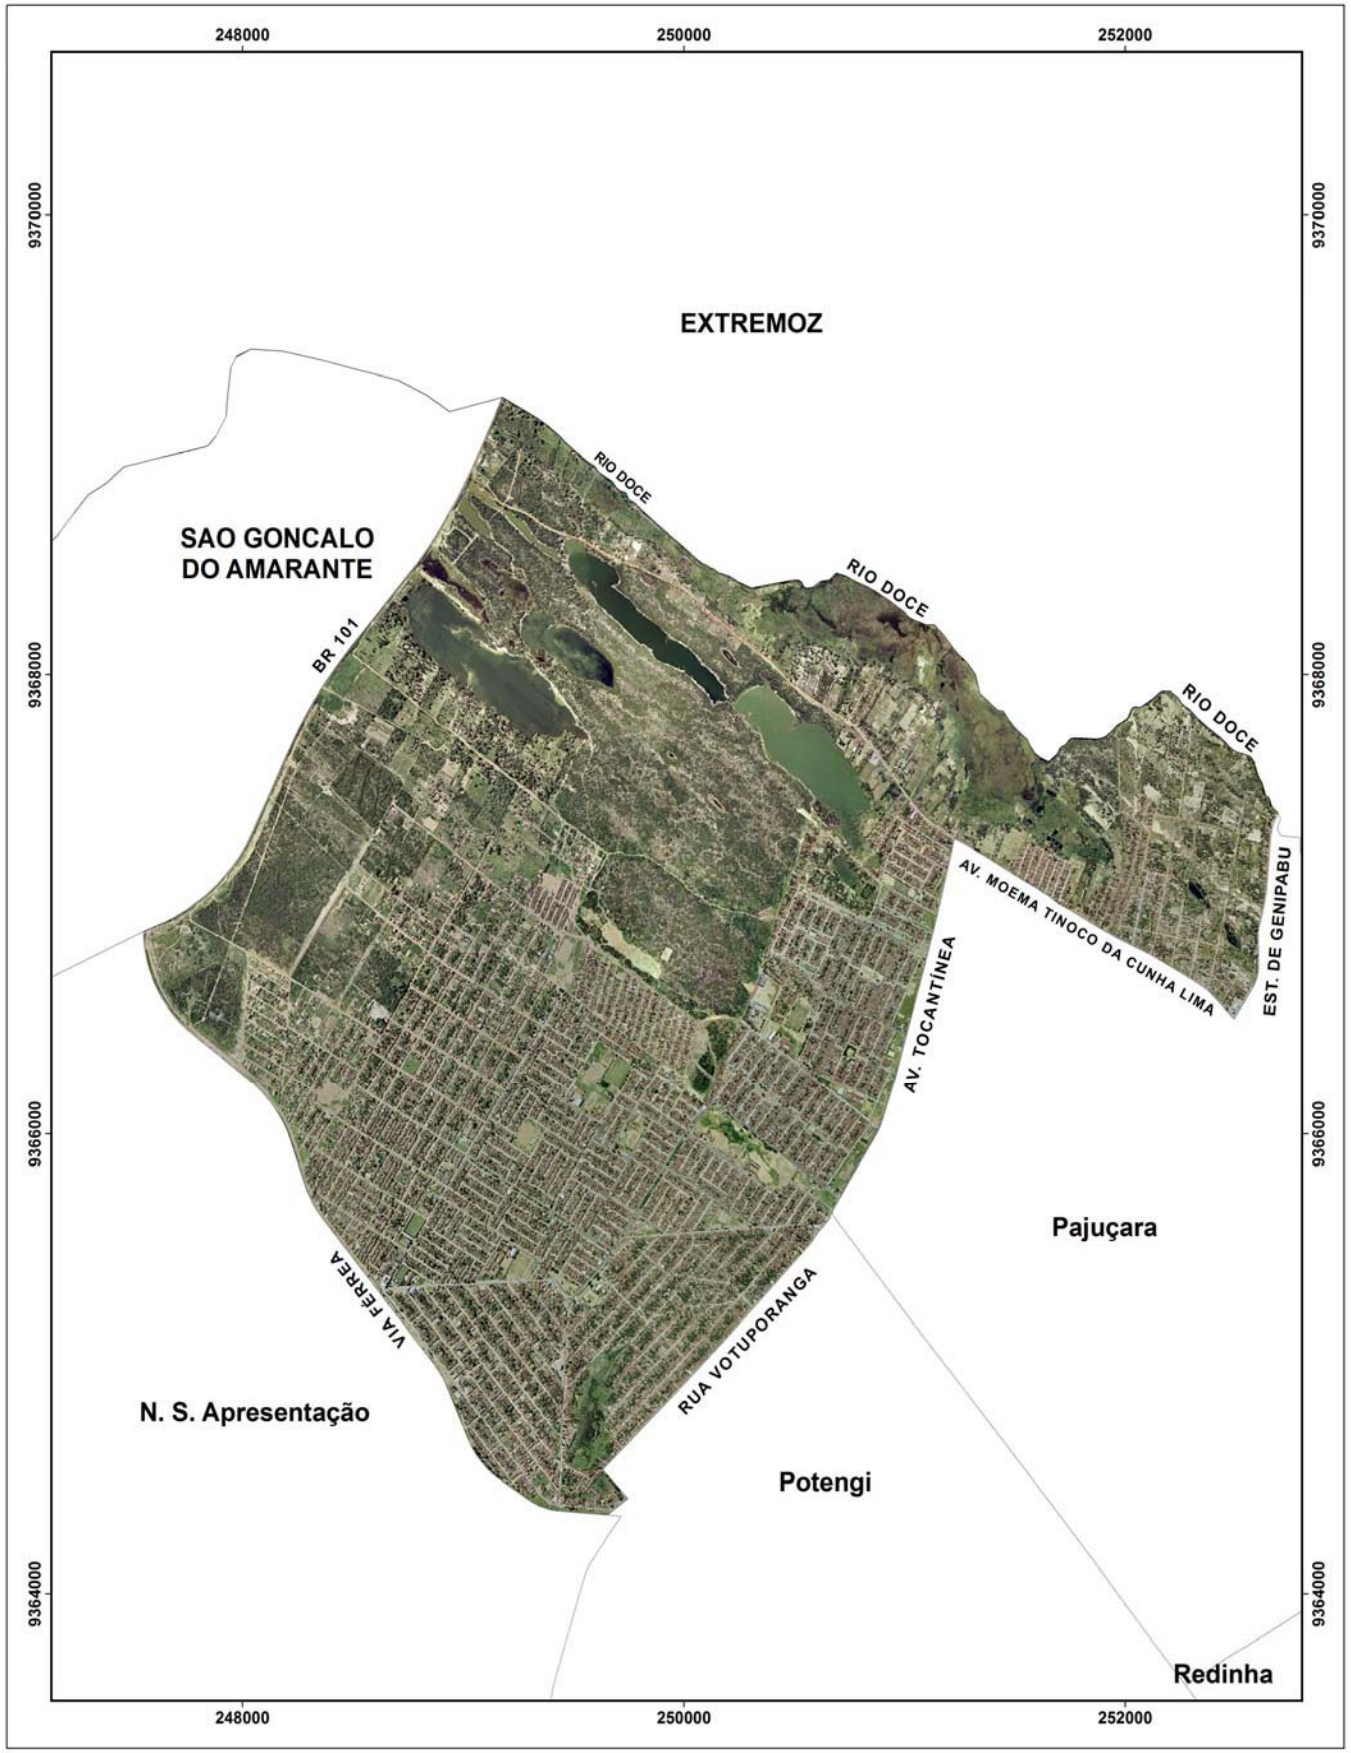 248000
250000
252000
9370000
9370000
EXTREMOZ
RIO DOCE
SAO GONCALO
DO AMARANTE
RIO DOCE
BR 101
9368000
9368000
RIO DOCE
AV. MOEMA TINOCO DA CUNHA LIMA
EST. DE GENIPABU
AV. TOCANTÍNEA
9366000
9366000
Pajuçara
VIA FÉRREA
RUA VOTUPORANGA
N. S. Apresentação
Potengi
9364000
9364000
Redinha
248000
250000
252000